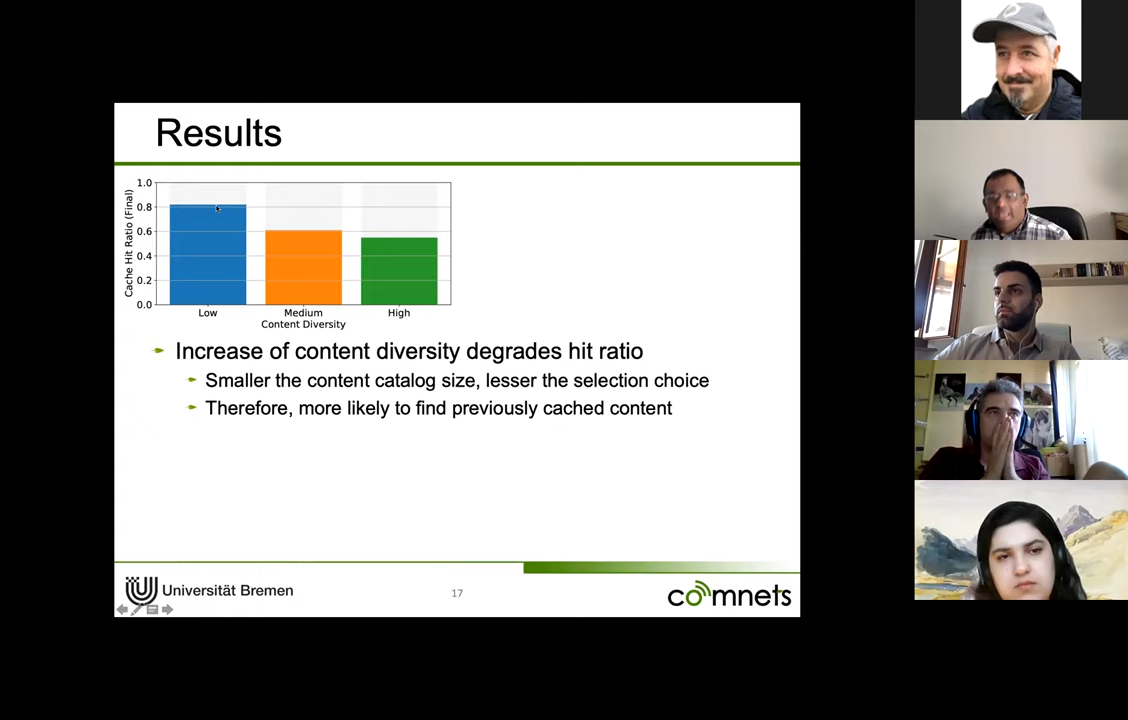 Results
1.0
0.8
0.6
0.4
0.2
0.0
Cache Hit Ratio (Final)
Low Medium High
Content Diversity
Increase of content diversity degrades hit ratio
Smaller the content catalog size, lesser the selection choice
Therefore, more likely to find previously cached content
Universität Bremen
17
comnets